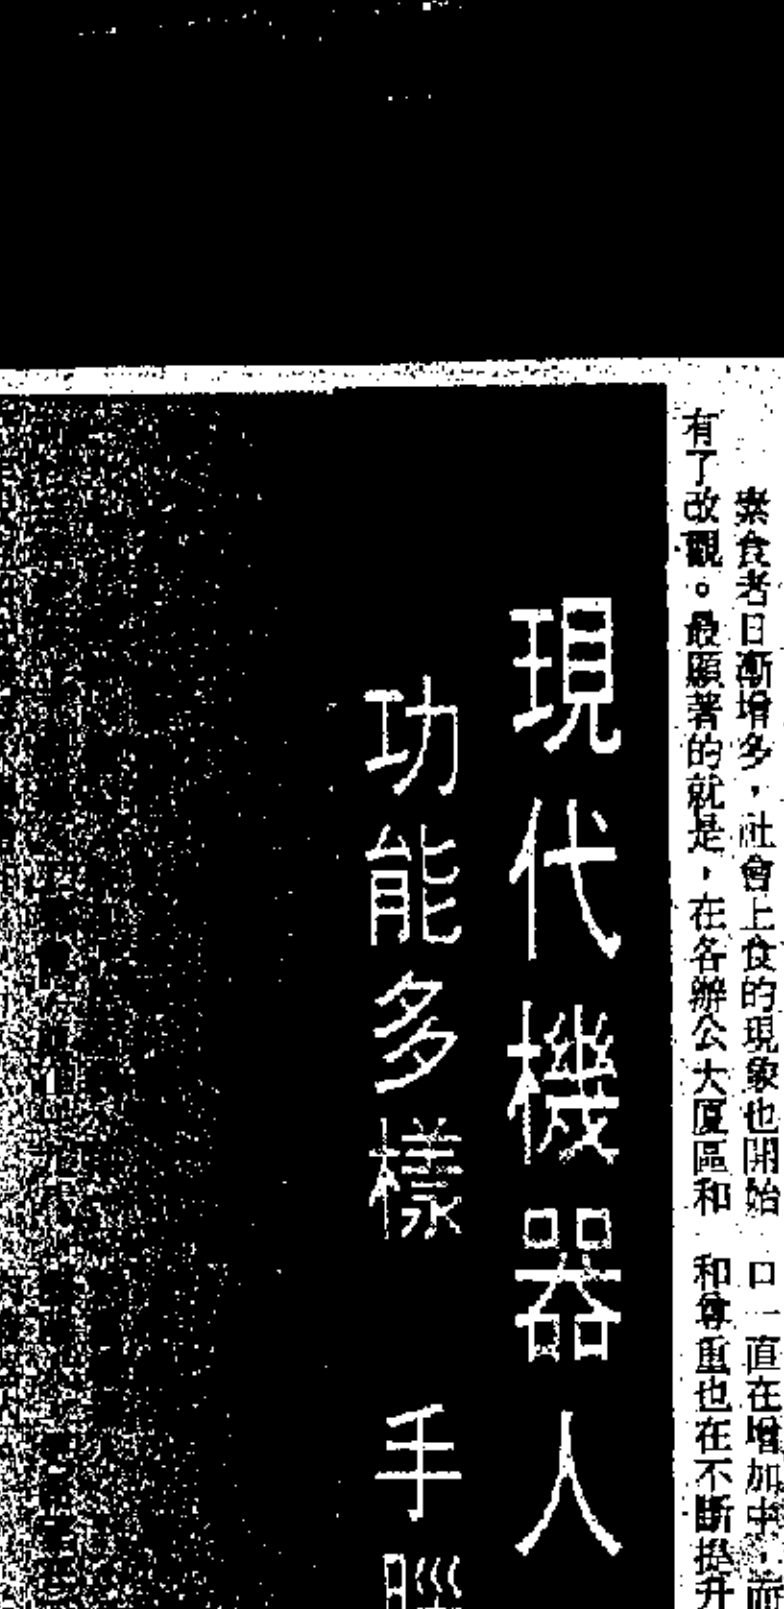 素食者日漸增多，社會上食的現象也開始
有了改觀。最顯著的就是，在各辦公大厦區和
口一直在增加中，而
和尊重也在不斷提升
現代機器人
功能多樣　手腦